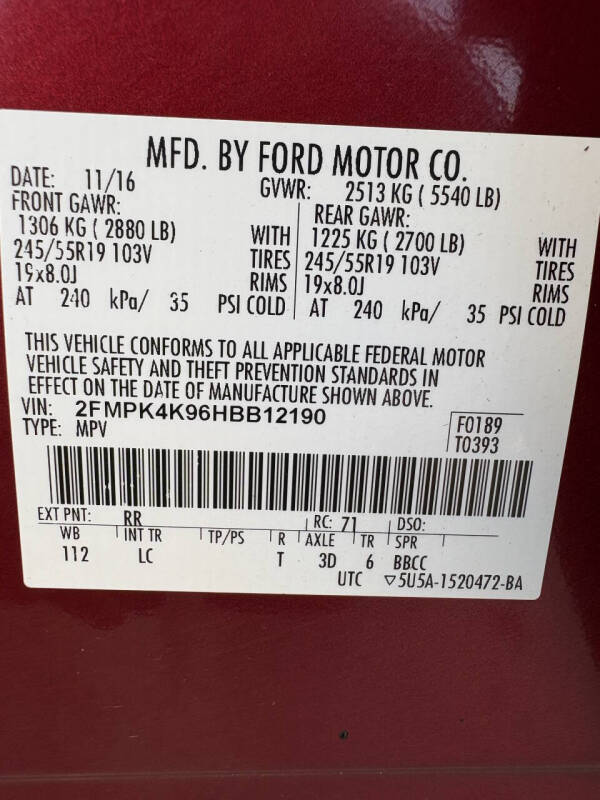 MFD. BY FORD MOTOR CO.
DATE: 11/16 GVWR: 2513 KG ( 5540 LB)
FRONT GAWR: REAR GAWR:
1306 KG ( 2880 LB) WITH 1225 KG ( 2700 LB) WITH
245/55R19 103V TIRES 245/55R19 103V TIRES
19x8.0J RIMS 19x8.0J RIMS
AT 240 kPa/ 35 PSI COLD AT 240 kPa/ 35 PSI COLD
THIS VEHICLE CONFORMS TO ALL APPLICABLE FEDERAL MOTOR
VEHICLE SAFETY AND THEFT PREVENTION STANDARDS IN
EFFECT ON THE DATE OF MANUFACTURE SHOWN ABOVE.
VIN: 2FMPK4K96HBB12190 F0189
TYPE: MPV T0393
EXT PNT: RR RC: 71 DSO:
WB INT TR TP/PS R AXLE TR SPR
112 LC T 3D 6 BBCC
UTC ▽5U5A-1520472-BA